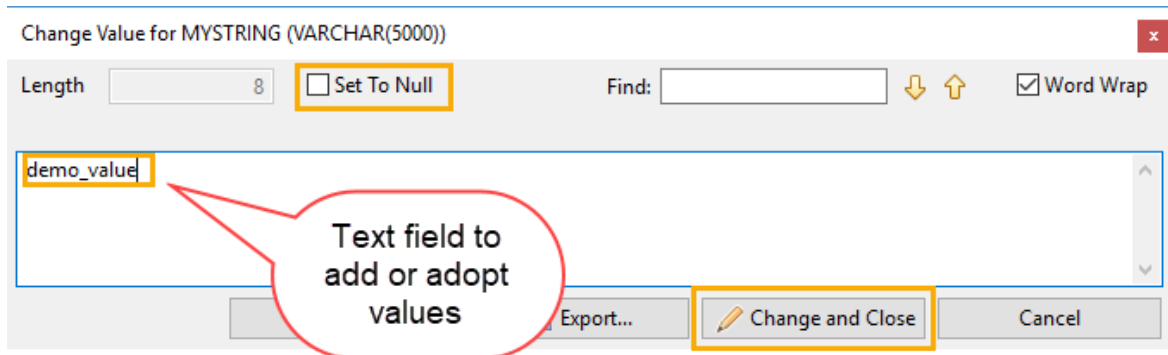 Change Value for MYSTRING (VARCHAR(5000))
x
Length 8 Set To Null Find: Word Wrap
demo_value
Text field to
add or adopt
values
Export... Change and Close Cancel